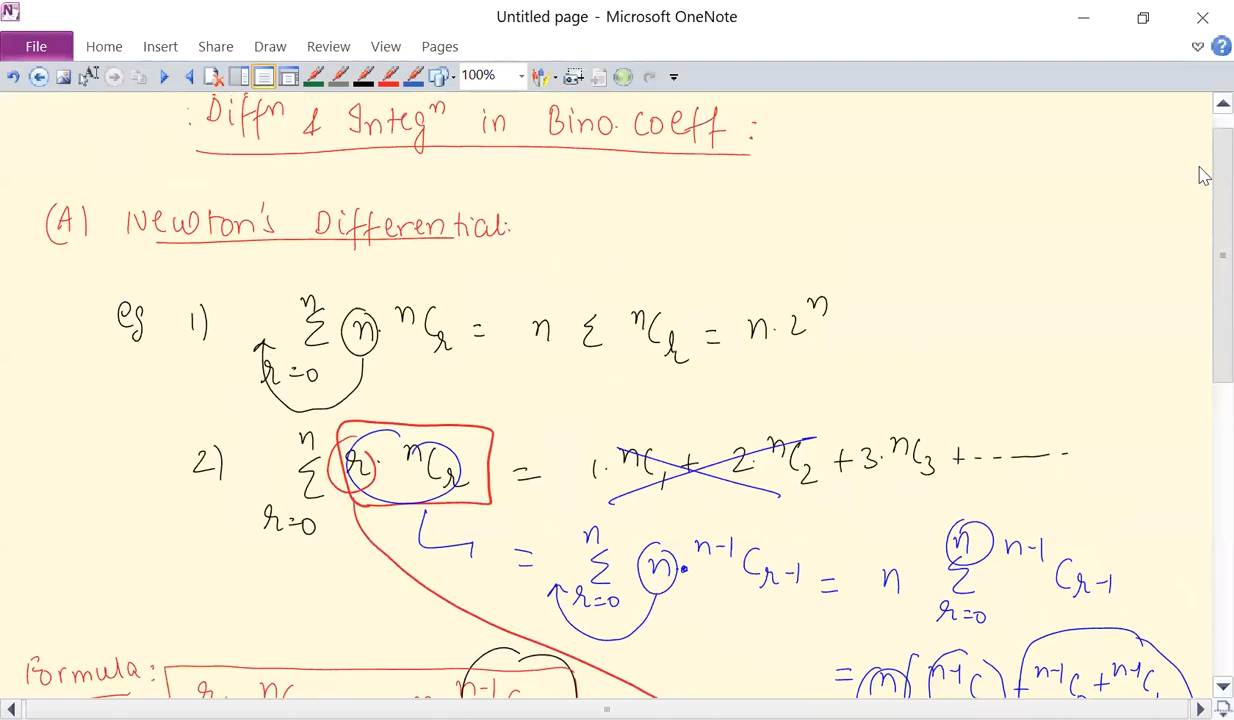 Untitled page - Microsoft OneNote
File Home Insert Share Draw Review View Pages
100%
: Diffⁿ & Integⁿ in Bino. Coeff :
(A) Newton's Differential:
eg 1) n Σ r=0 n · ⁿCᵣ = n Σ ⁿCᵣ = n · 2ⁿ
2) n Σ r=0 r · ⁿCᵣ = 1 · ⁿC₁ + 2 · ⁿC₂ + 3 · ⁿC₃ + ------
= n Σ r=0 n · ⁿ⁻¹Cᵣ₋₁ = n n Σ r=0 ⁿ⁻¹Cᵣ₋₁
Formula: